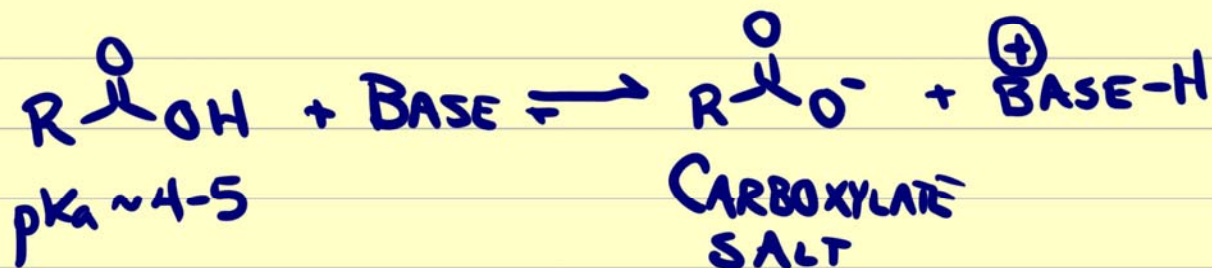 O O ⊕
R OH + BASE ⇌ R O⁻ + BASE-H
pKa ~4-5 CARBOXYLATE
SALT